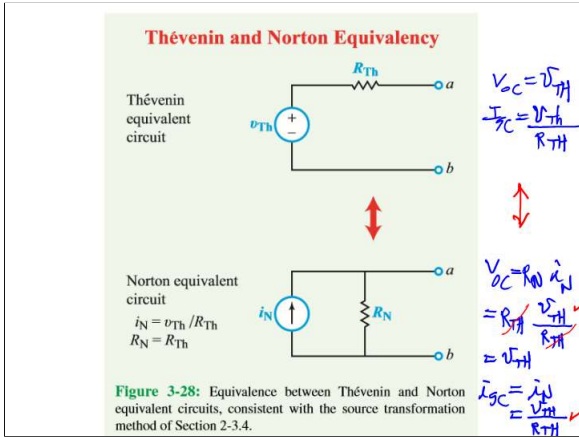 Thévenin and Norton Equivalency
Thévenin
equivalent
circuit
R_Th
υ_Th
+
−
a
b
V_oc = V_TH
I_sc = V_Th / R_TH
Norton equivalent
circuit
i_N = υ_Th / R_Th
R_N = R_Th
i_N
R_N
a
b
V_oc = R_N i_N
= R_TH V_TH / R_TH
= V_TH
i_sc = i_N
= V_TH / R_TH
Figure 3-28: Equivalence between Thévenin and Norton
equivalent circuits, consistent with the source transformation
method of Section 2-3.4.